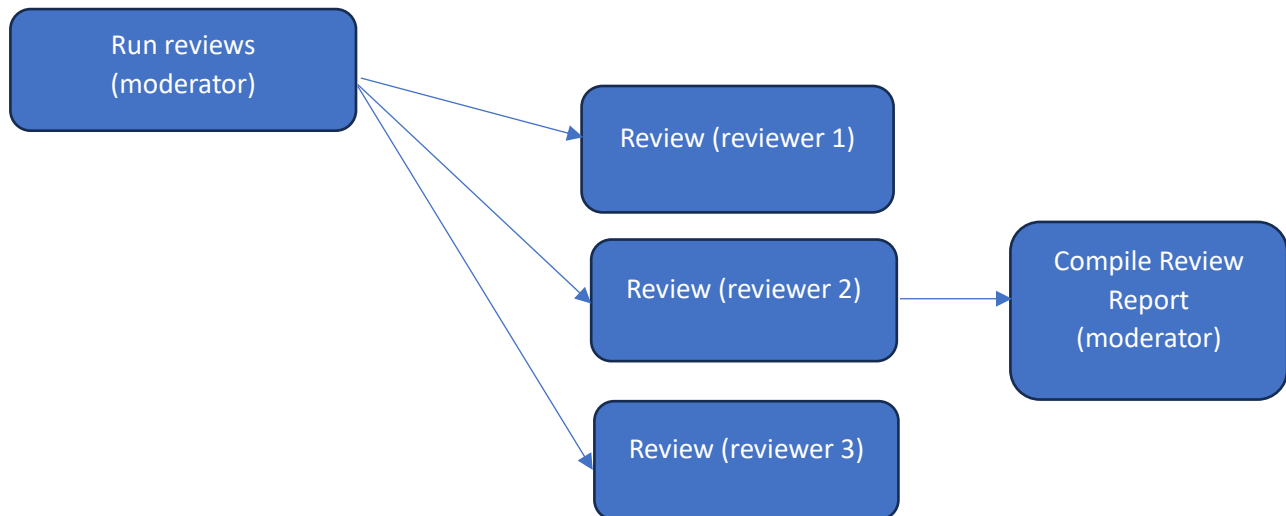 Run reviews
(moderator)
Review (reviewer 1)
Review (reviewer 2)
Compile Review
Report
(moderator)
Review (reviewer 3)